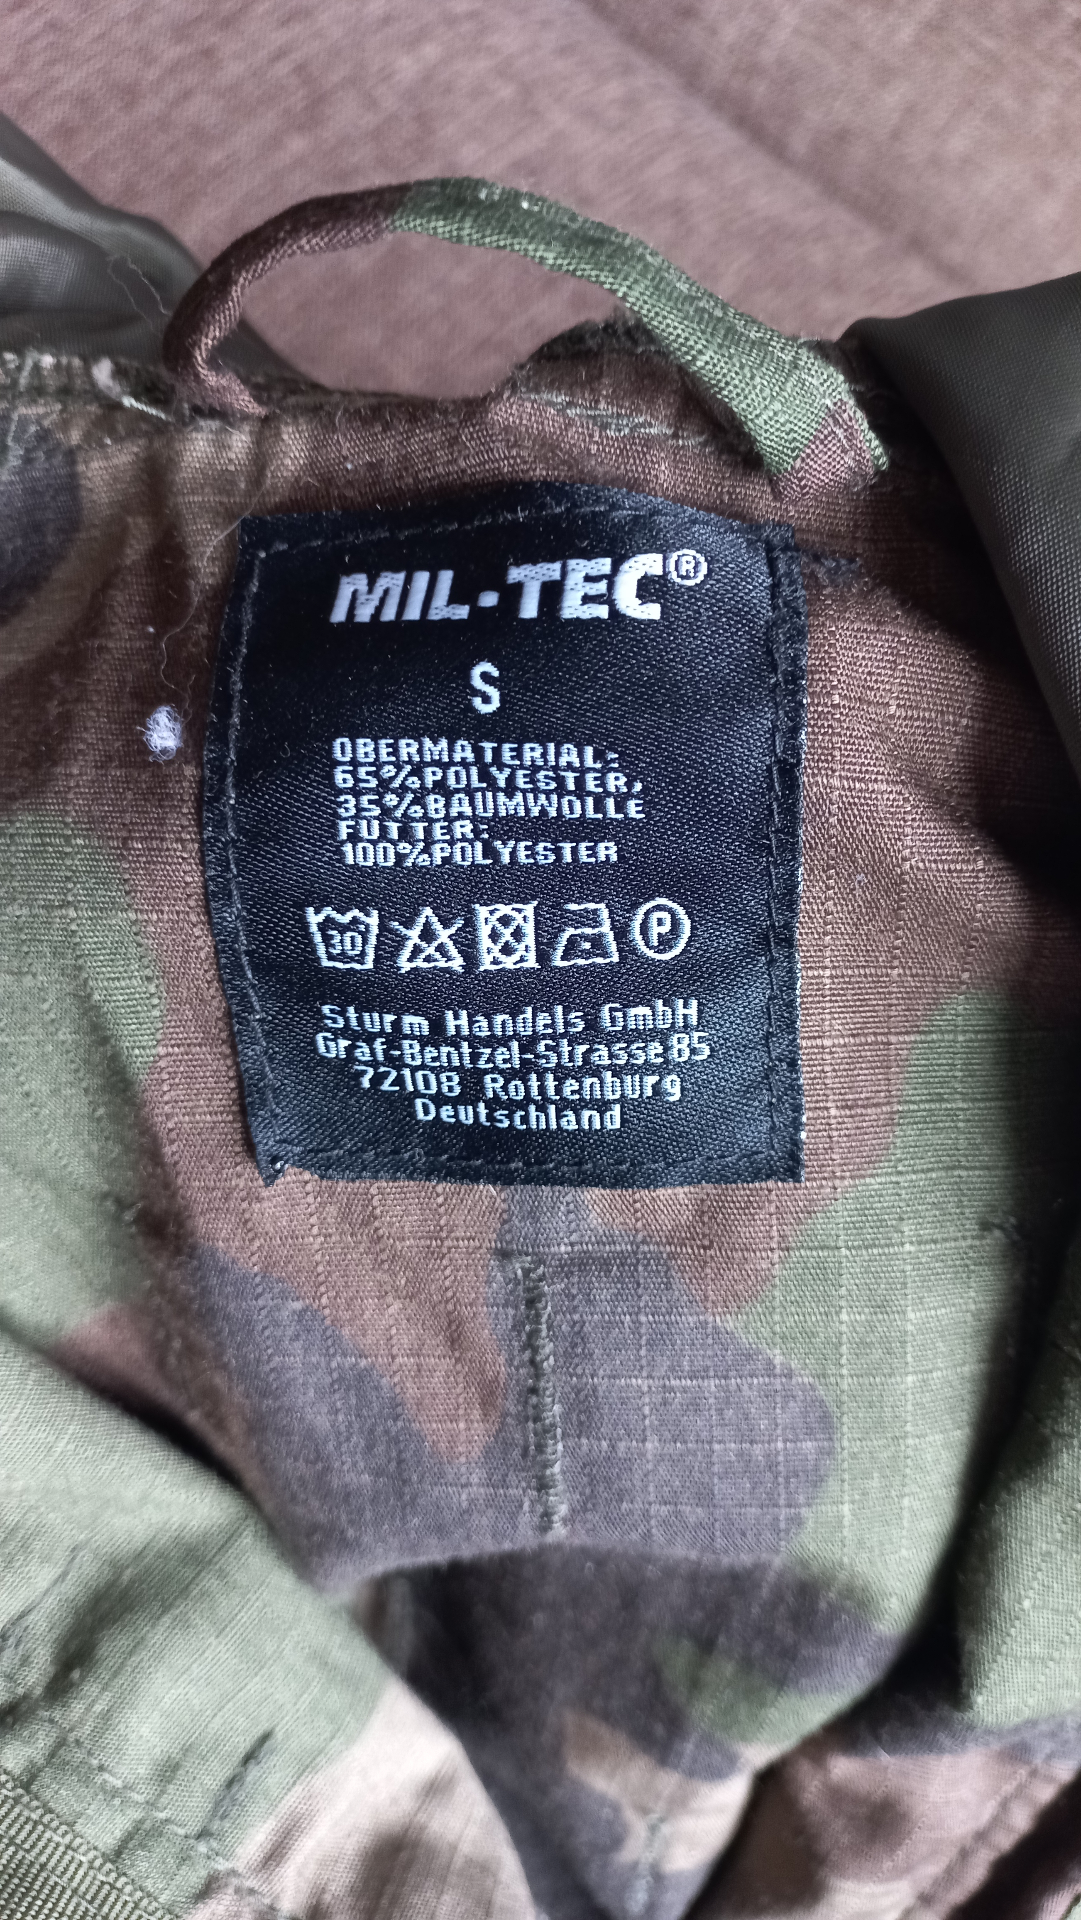 MIL-TEC®
S
OBERMATERIAL:
65%POLYESTER,
35%BAUMWOLLE
FUTTER:
100%POLYESTER
30 P
Sturm Handels GmbH
Graf-Bentzel-Strasse 85
72108 Rottenburg
Deutschland